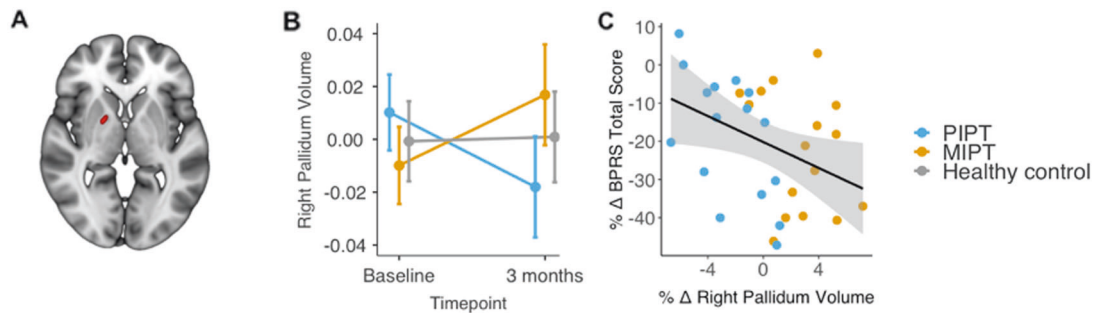 A
B
Right Pallidum Volume
0.04
0.02
0.00
-0.02
-0.04
Baseline
3 months
Timepoint
C
% Δ BPRS Total Score
10
0
-10
-20
-30
-40
-4
0
4
% Δ Right Pallidum Volume
PIPT
MIPT
Healthy control